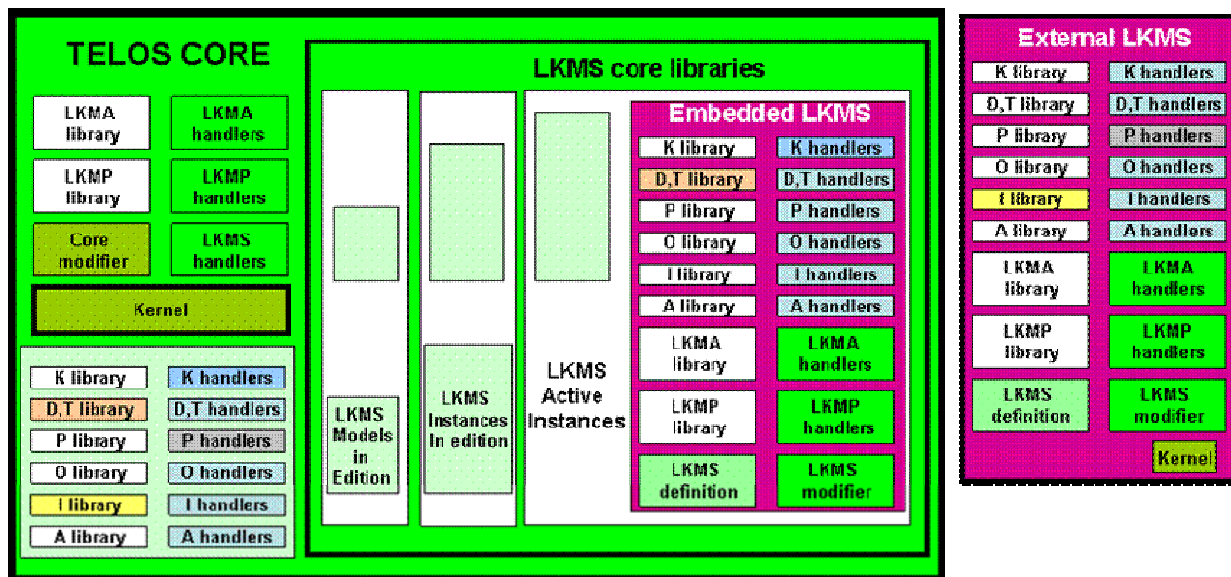 TELOS CORE
LKMA
library
LKMA
handlers
LKMP
library
LKMP
handlers
Core
modifier
LKMS
handlers
Kernel
K library
K handlers
D,T library
D,T handlers
P library
P handlers
O library
O handlers
I library
I handlers
A library
A handlers
LKMS core libraries
LKMS
Models
in
Edition
LKMS
Instances
In edition
LKMS
Active
Instances
Embedded LKMS
K library
K handlers
D,T library
D,T handlers
P library
P handlers
O library
O handlers
I library
I handlers
A library
A handlers
LKMA
library
LKMA
handlers
LKMP
library
LKMP
handlers
LKMS
definition
LKMS
modifier
External LKMS
K library
K handlers
D,T library
D,T handlers
P library
P handlers
O library
O handlers
I library
I handlers
A library
A handlers
LKMA
library
LKMA
handlers
LKMP
library
LKMP
handlers
LKMS
definition
LKMS
modifier
Kernel